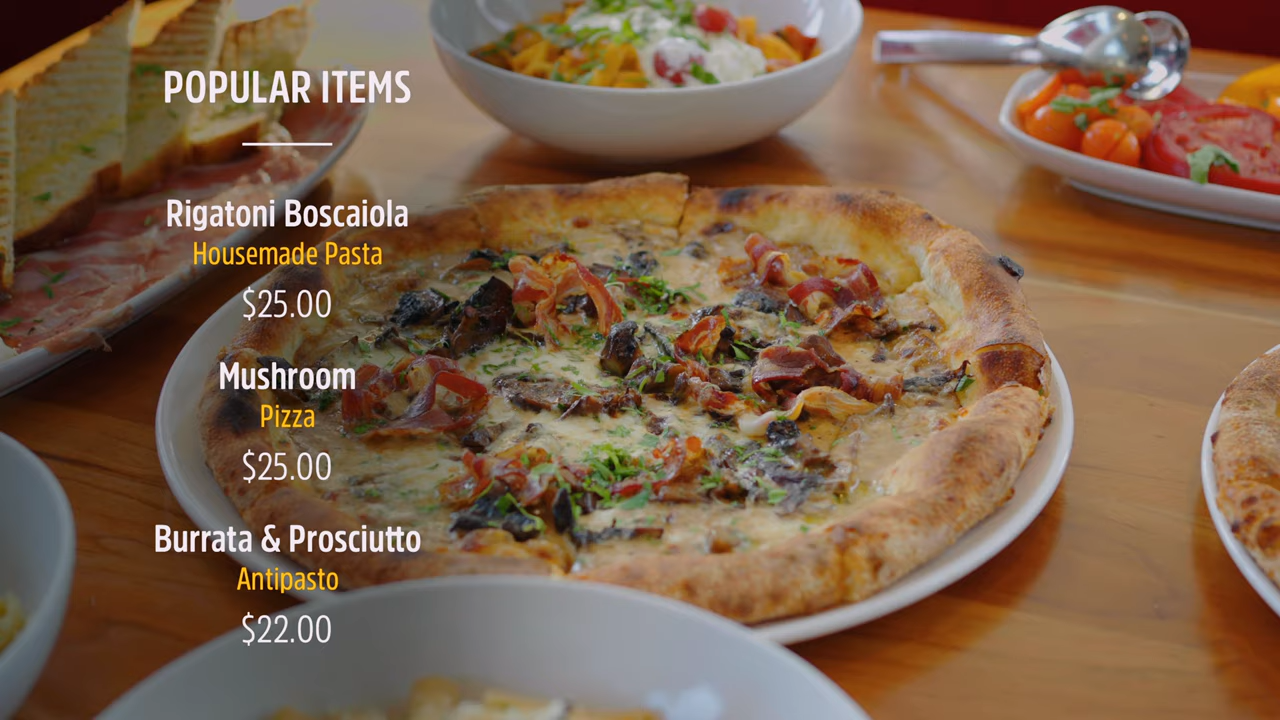 POPULAR ITEMS
Rigatoni Boscaiola
Housemade Pasta
$25.00
Mushroom
Pizza
$25.00
Burrata & Prosciutto
Antipasto
$22.00